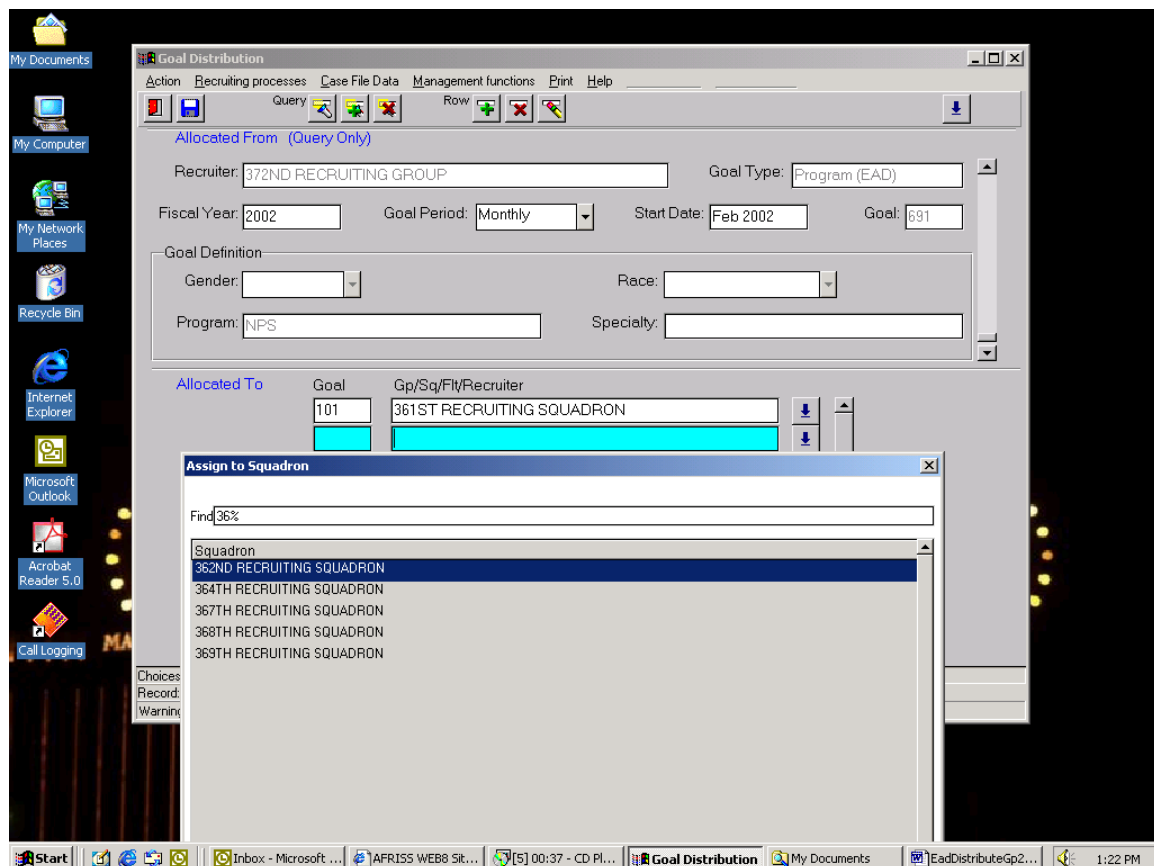 My Documents
My Computer
My Network
Places
Recycle Bin
Internet
Explorer
Microsoft
Outlook
Acrobat
Reader 5.0
Call Logging
MA
Goal Distribution
Action Recruiting processes Case File Data Management functions Print Help
Query Row
Allocated From (Query Only)
Recruiter: 372ND RECRUITING GROUP Goal Type: Program (EAD)
Fiscal Year: 2002 Goal Period: Monthly Start Date: Feb 2002 Goal: 691
Goal Definition
Gender: Race:
Program: NPS Specialty:
Allocated To Goal Gp/Sq/Flt/Recruiter
101 361ST RECRUITING SQUADRON
Assign to Squadron
Find 36%
Squadron
362ND RECRUITING SQUADRON
364TH RECRUITING SQUADRON
367TH RECRUITING SQUADRON
368TH RECRUITING SQUADRON
369TH RECRUITING SQUADRON
Choices
Record:
Warning
Start Inbox - Microsoft ... AFRISS WEB8 Sit... [5] 00:37 - CD Pl... Goal Distribution My Documents EadDistributeGp2... 1:22 PM